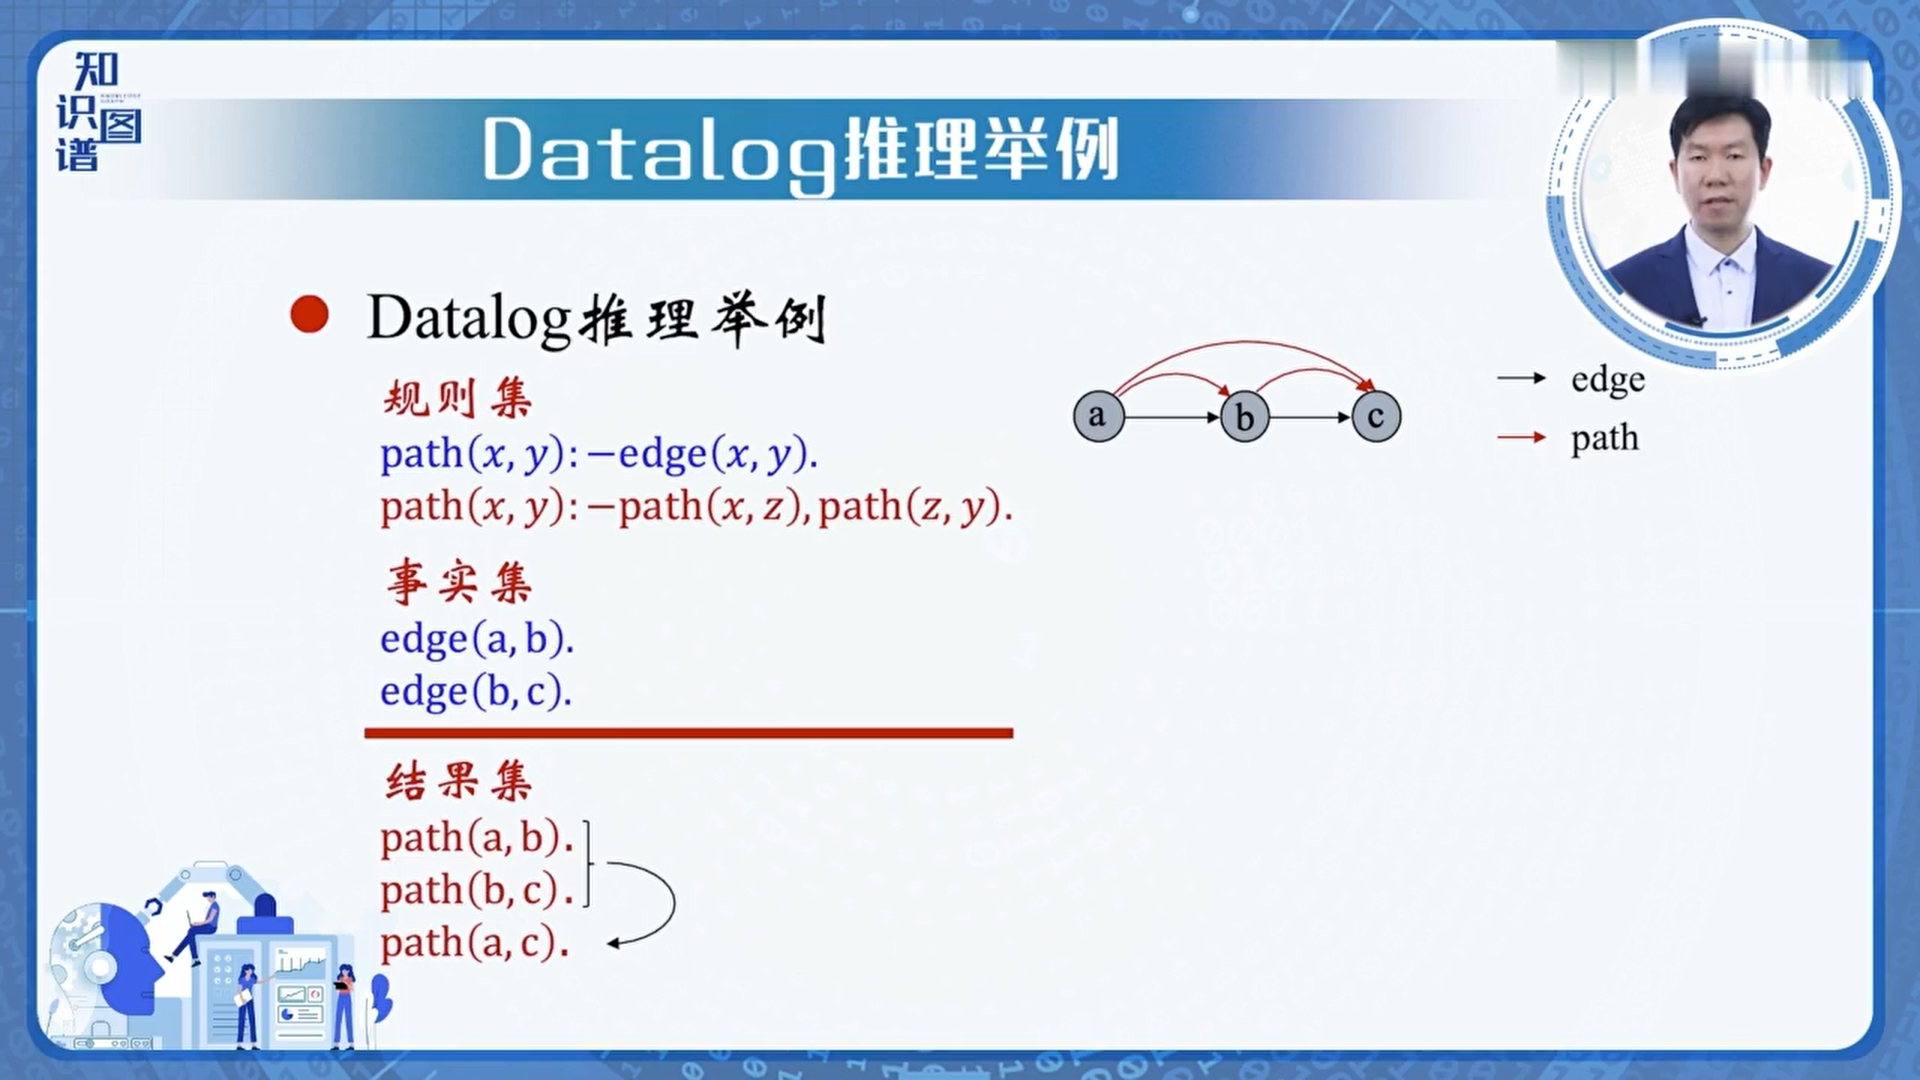 知识图谱
KNOWLEDGE GRAPH
Datalog推理举例
Datalog推理举例
规则集
path(x, y):−edge(x, y).
path(x, y):−path(x, z), path(z, y).
事实集
edge(a, b).
edge(b, c).
结果集
path(a, b).
path(b, c).
path(a, c).
a b c
edge
path